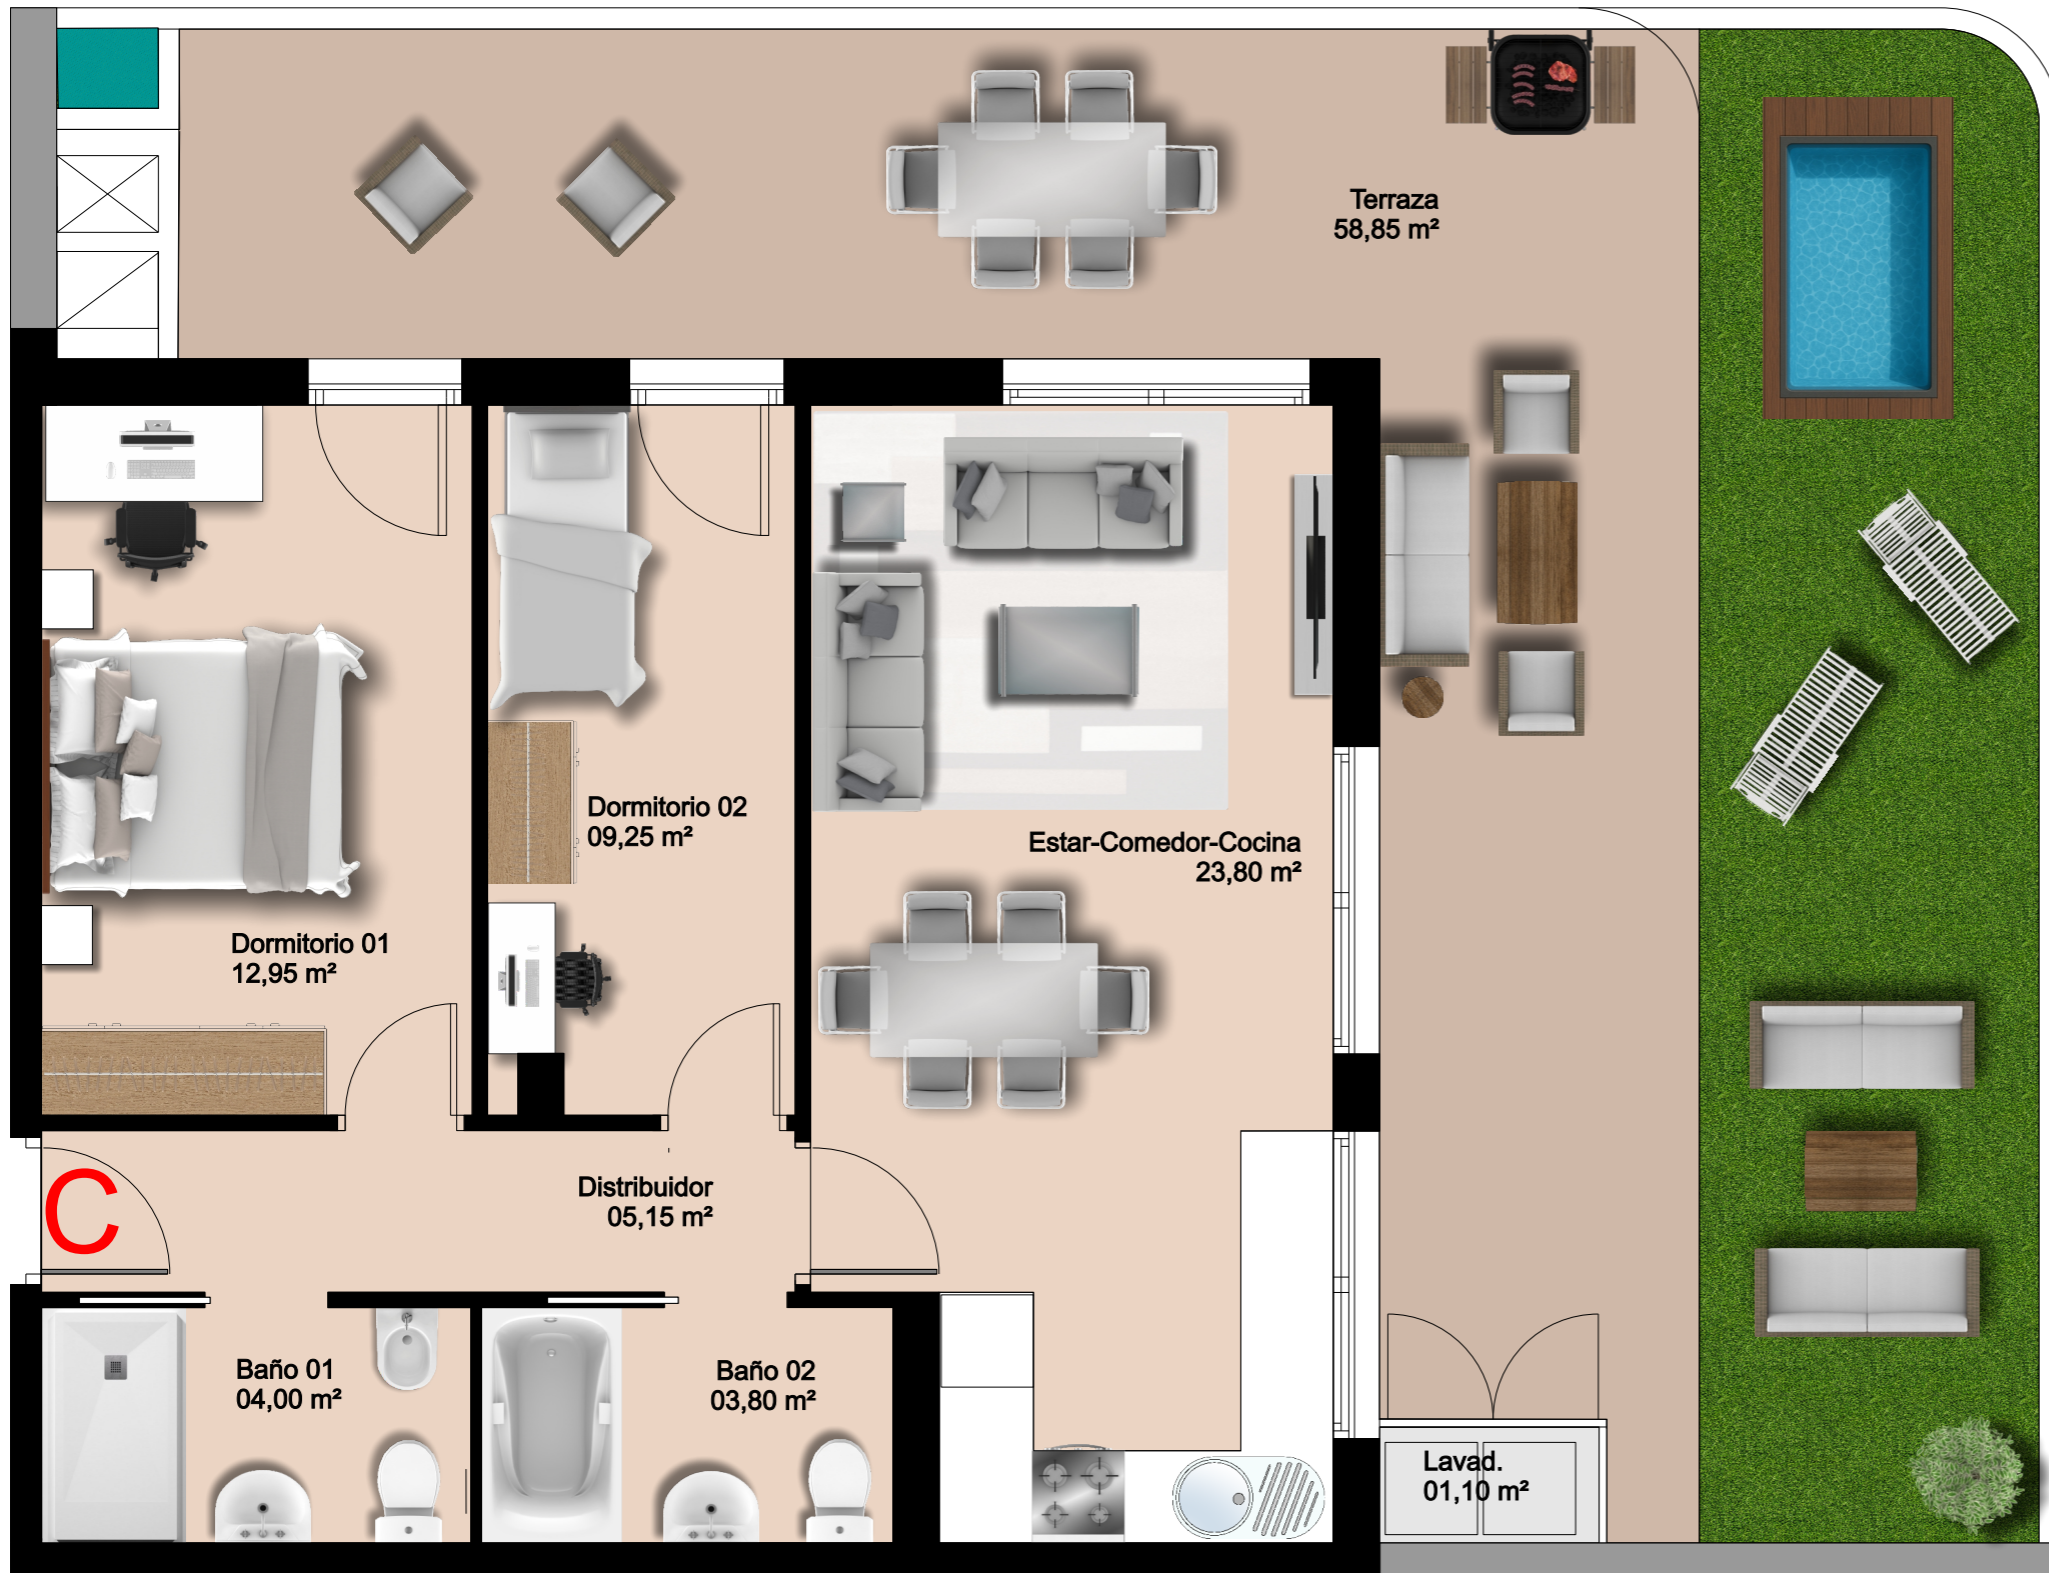 Terraza
58,85 m²
Dormitorio 02
09,25 m²
Estar-Comedor-Cocina
23,80 m²
Dormitorio 01
12,95 m²
C
Distribuidor
05,15 m²
Baño 01
04,00 m²
Baño 02
03,80 m²
Lavad.
01,10 m²